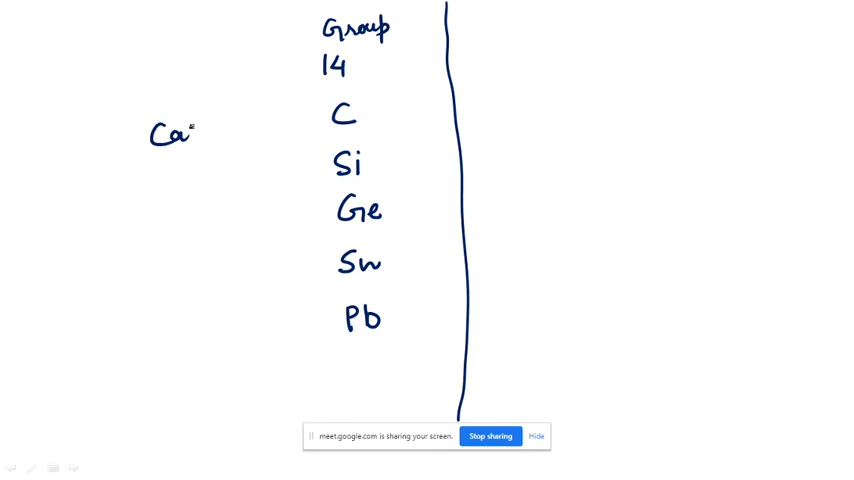 Group
14
C
Ca
Si
Ge
Sn
Pb
meet.google.com is sharing your screen. Stop sharing Hide